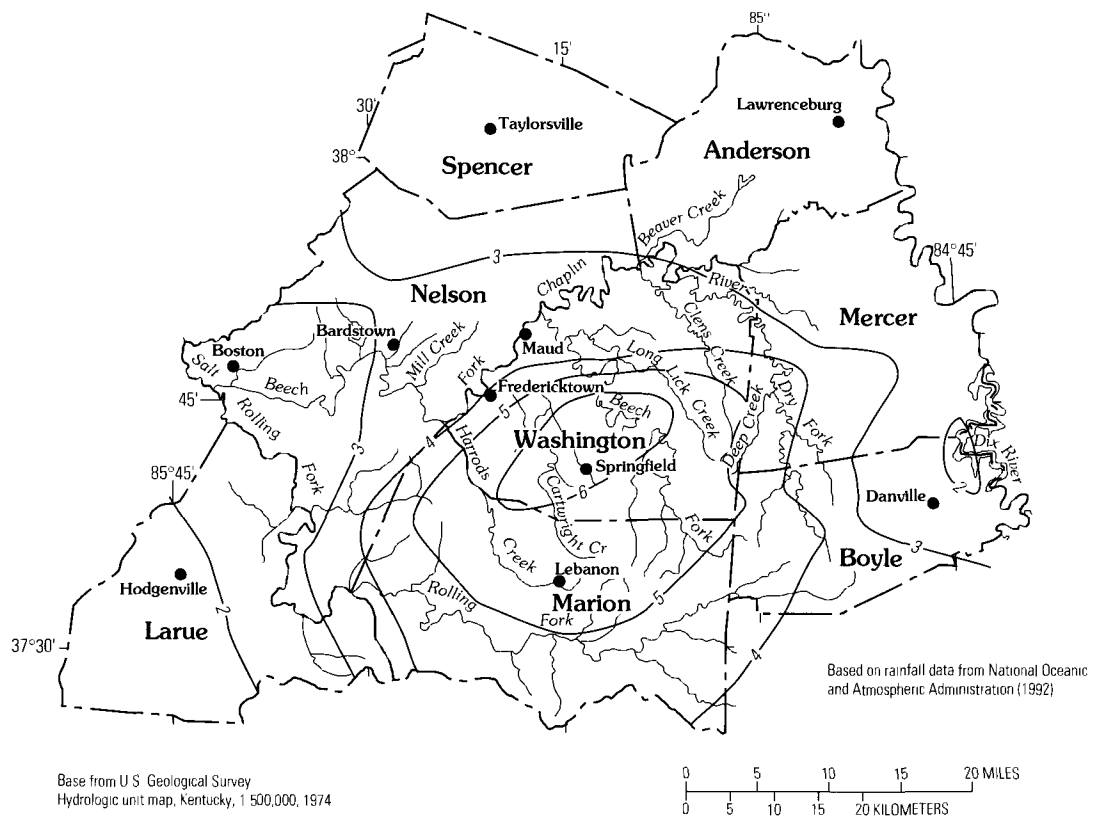 85"
15'
Lawrenceburg
30'
Taylorsville
Anderson
38°
Spencer
Beaver Creek
84°45'
3
Chaplin
River
Nelson
Mercer
Clens Creek
Bardstown
Mill Creek
Maud
Boston
Long Lick Creek
Salt
Fork
Dry Fork
Beech
Fredericktown
45'
5
Beech
Rolling Fork
4
Washington
Deep Creek
Harrods Creek
3
Springfield
Dix River
85°45'
6
2
Danville
Cartwright Cr
Fork
3
Boyle
Lebanon
Hodgenville
Rolling Fork
Marion
5
2
Larue
37°30'
4
Based on rainfall data from National Oceanic
and Atmospheric Administration (1992)
Base from U S Geological Survey
Hydrologic unit map, Kentucky, 1 500,000, 1974
0 5 10 15 20 MILES
0 5 10 15 20 KILOMETERS